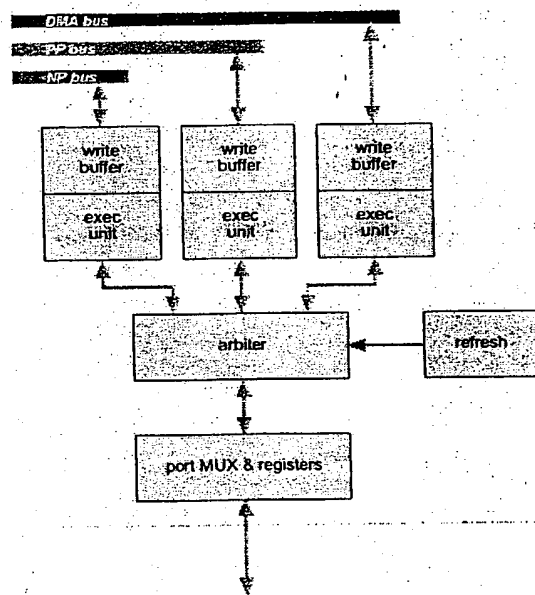 DMA bus
PP bus
NP bus
write
buffer
write
buffer
write
buffer
exec
unit
exec
unit
exec
unit
arbiter
refresh
port MUX & registers